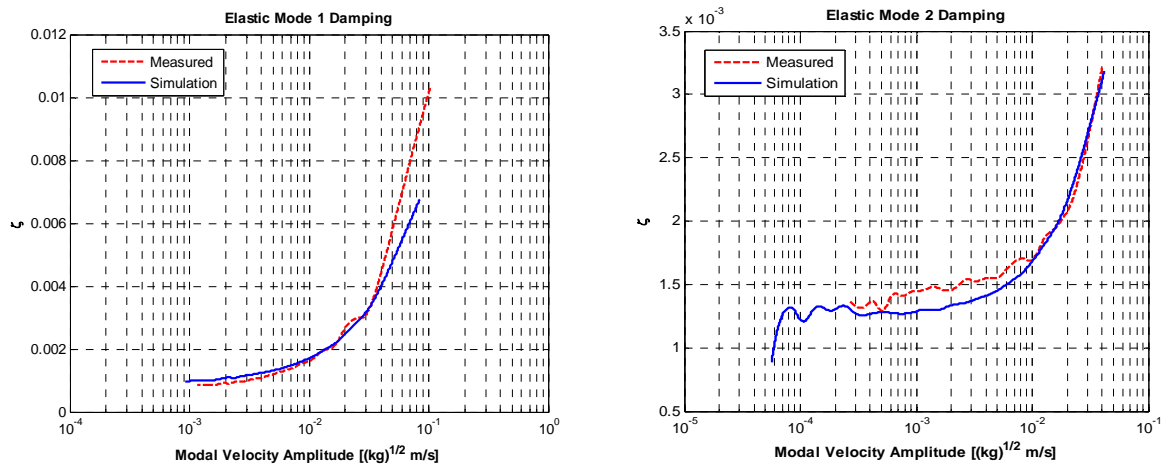 Elastic Mode 1 Damping
0.012
0.01
0.008
0.006
0.004
0.002
0
ζ
Measured
Simulation
10^-4 10^-3 10^-2 10^-1 10^0
Modal Velocity Amplitude [(kg)^1/2 m/s]
Elastic Mode 2 Damping
x 10^-3
3.5
3
2.5
2
1.5
1
0.5
ζ
Measured
Simulation
10^-5 10^-4 10^-3 10^-2 10^-1
Modal Velocity Amplitude [(kg)^1/2 m/s]